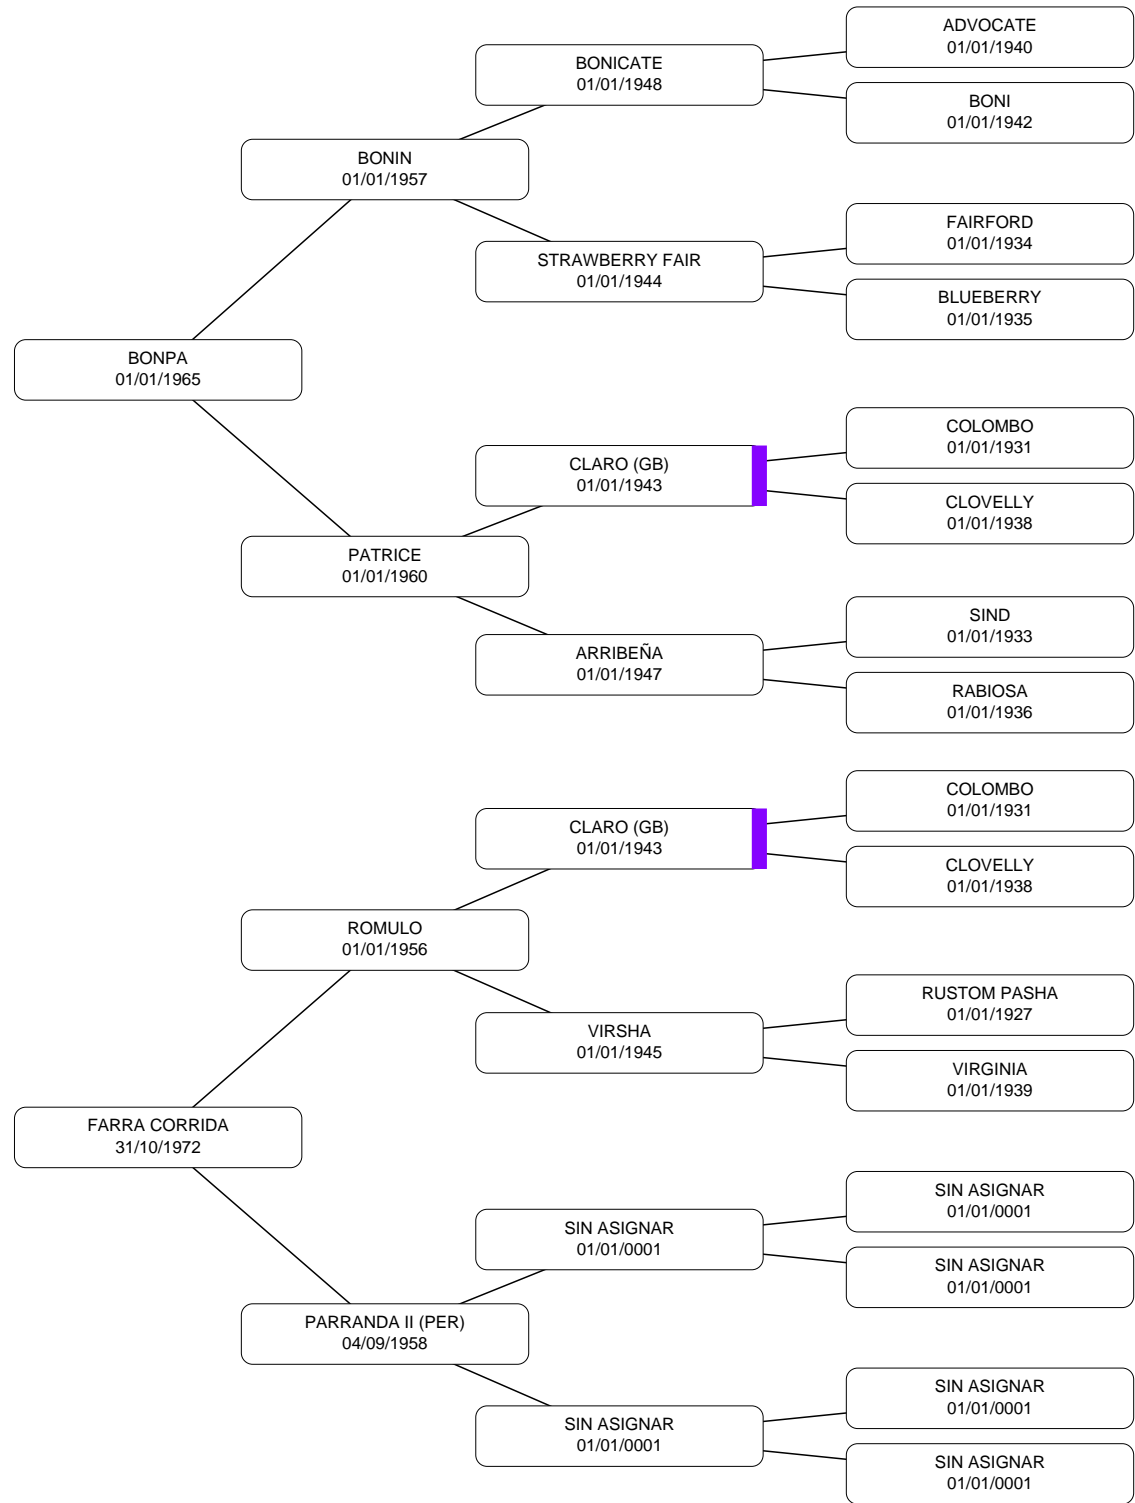 ADVOCATE
01/01/1940
BONICATE
01/01/1948
BONI
01/01/1942
BONIN
01/01/1957
FAIRFORD
01/01/1934
STRAWBERRY FAIR
01/01/1944
BLUEBERRY
01/01/1935
BONPA
01/01/1965
COLOMBO
01/01/1931
CLARO (GB)
01/01/1943
CLOVELLY
01/01/1938
PATRICE
01/01/1960
SIND
01/01/1933
ARRIBEÑA
01/01/1947
RABIOSA
01/01/1936
COLOMBO
01/01/1931
CLARO (GB)
01/01/1943
CLOVELLY
01/01/1938
ROMULO
01/01/1956
RUSTOM PASHA
01/01/1927
VIRSHA
01/01/1945
VIRGINIA
01/01/1939
FARRA CORRIDA
31/10/1972
SIN ASIGNAR
01/01/0001
SIN ASIGNAR
01/01/0001
SIN ASIGNAR
01/01/0001
PARRANDA II (PER)
04/09/1958
SIN ASIGNAR
01/01/0001
SIN ASIGNAR
01/01/0001
SIN ASIGNAR
01/01/0001